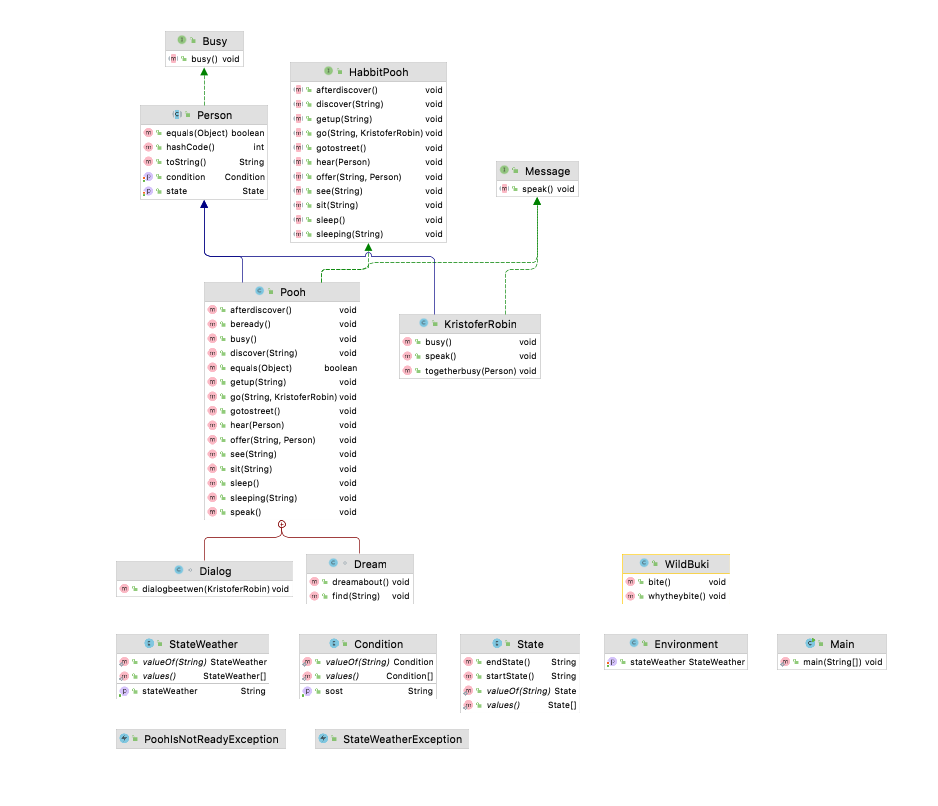 Busy
busy() void
HabbitPooh
afterdiscover() void
discover(String) void
getup(String) void
go(String, KristoferRobin) void
gotostreet() void
hear(Person) void
offer(String, Person) void
see(String) void
sit(String) void
sleep() void
sleeping(String) void
Person
equals(Object) boolean
hashCode() int
toString() String
condition Condition
state State
Message
speak() void
Pooh
afterdiscover() void
beready() void
busy() void
discover(String) void
equals(Object) boolean
getup(String) void
go(String, KristoferRobin) void
gotostreet() void
hear(Person) void
offer(String, Person) void
see(String) void
sit(String) void
sleep() void
sleeping(String) void
speak() void
KristoferRobin
busy() void
speak() void
togetherbusy(Person) void
Dialog
dialogbeetwen(KristoferRobin) void
Dream
dreamabout() void
find(String) void
WildBuki
bite() void
whytheybite() void
StateWeather
valueOf(String) StateWeather
values() StateWeather[]
stateWeather String
Condition
valueOf(String) Condition
values() Condition[]
sost String
State
endState() String
startState() String
valueOf(String) State
values() State[]
Environment
stateWeather StateWeather
Main
main(String[]) void
PoohIsNotReadyException
StateWeatherException